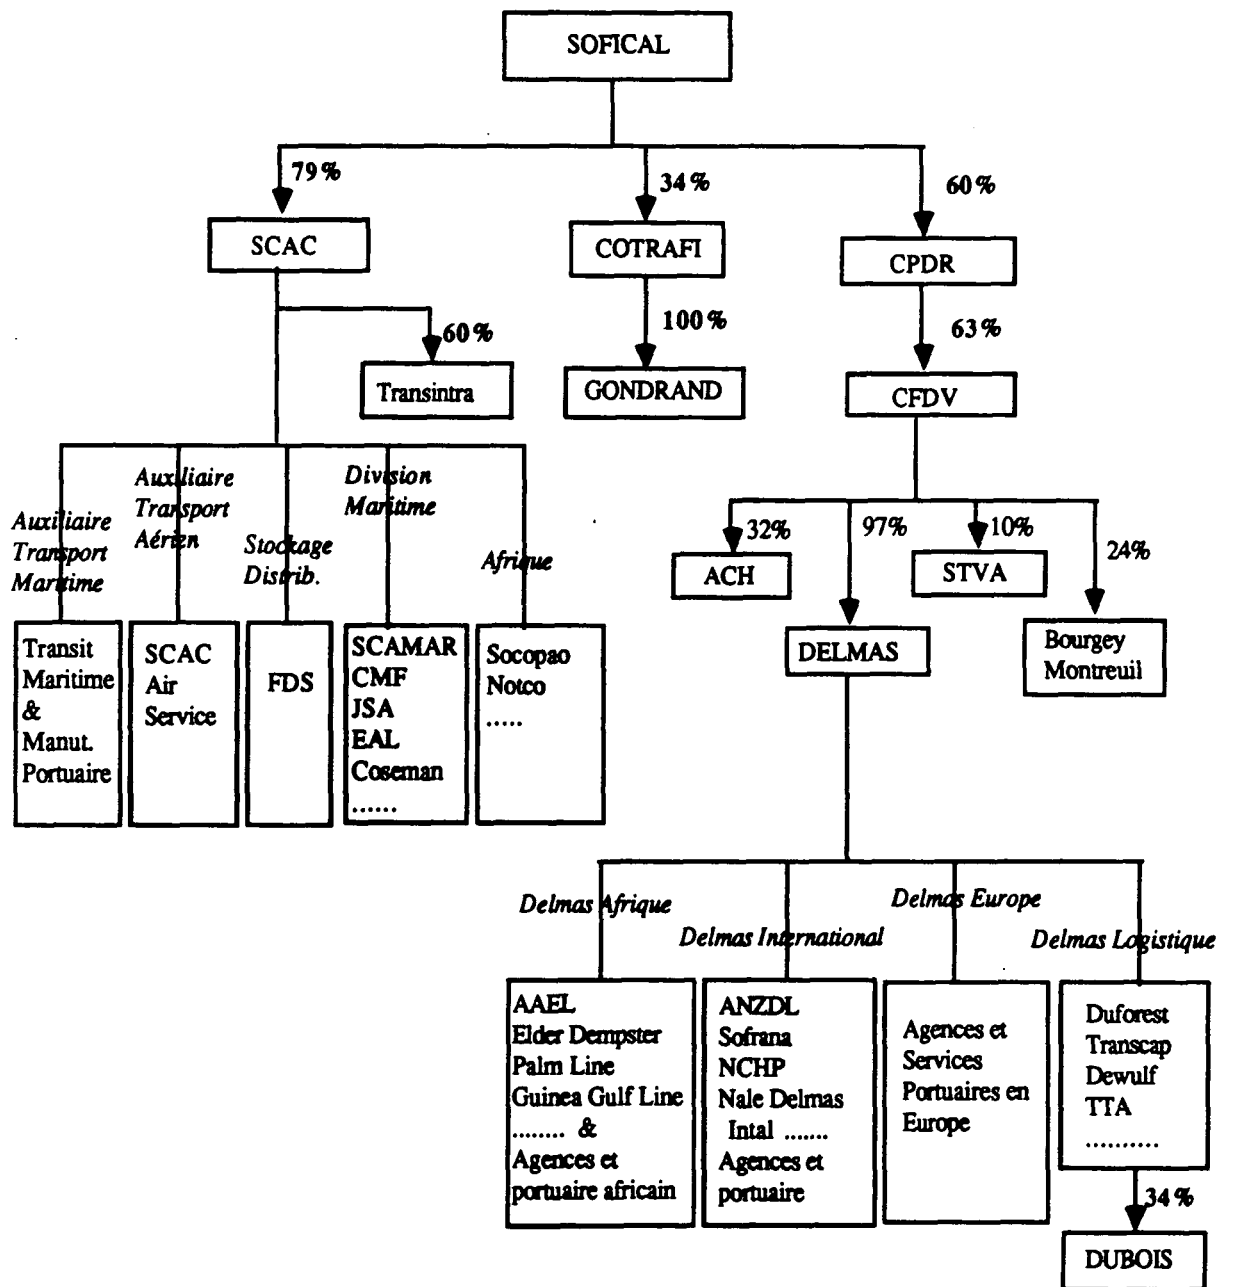 SOFICAL
79%
34%
60%
SCAC
COTRAFI
CPDR
60%
100%
63%
Transintra
GONDRAND
CFDV
Auxiliaire
Transport
Maritime
Auxiliaire
Transport
Aérien
Stockage
Distrib.
Division
Maritime
Afrique
32%
97%
10%
24%
ACH
DELMAS
STVA
Bourgey
Montreuil
Transit
Maritime
&
Manut.
Portuaire
SCAC
Air
Service
FDS
SCAMAR
CMF
JSA
EAL
Coseman
......
Socopao
Notco
.....
Delmas Afrique
Delmas International
Delmas Europe
Delmas Logistique
AAEL
Elder Dempster
Palm Line
Guinea Gulf Line
........ &
Agences et
portuaire africain
ANZDL
Sofrana
NCHP
Nale Delmas
Intal .......
Agences et
portuaire
Agences et
Services
Portuaires en
Europe
Duforest
Transcap
Dewulf
TTA
..........
34%
DUBOIS